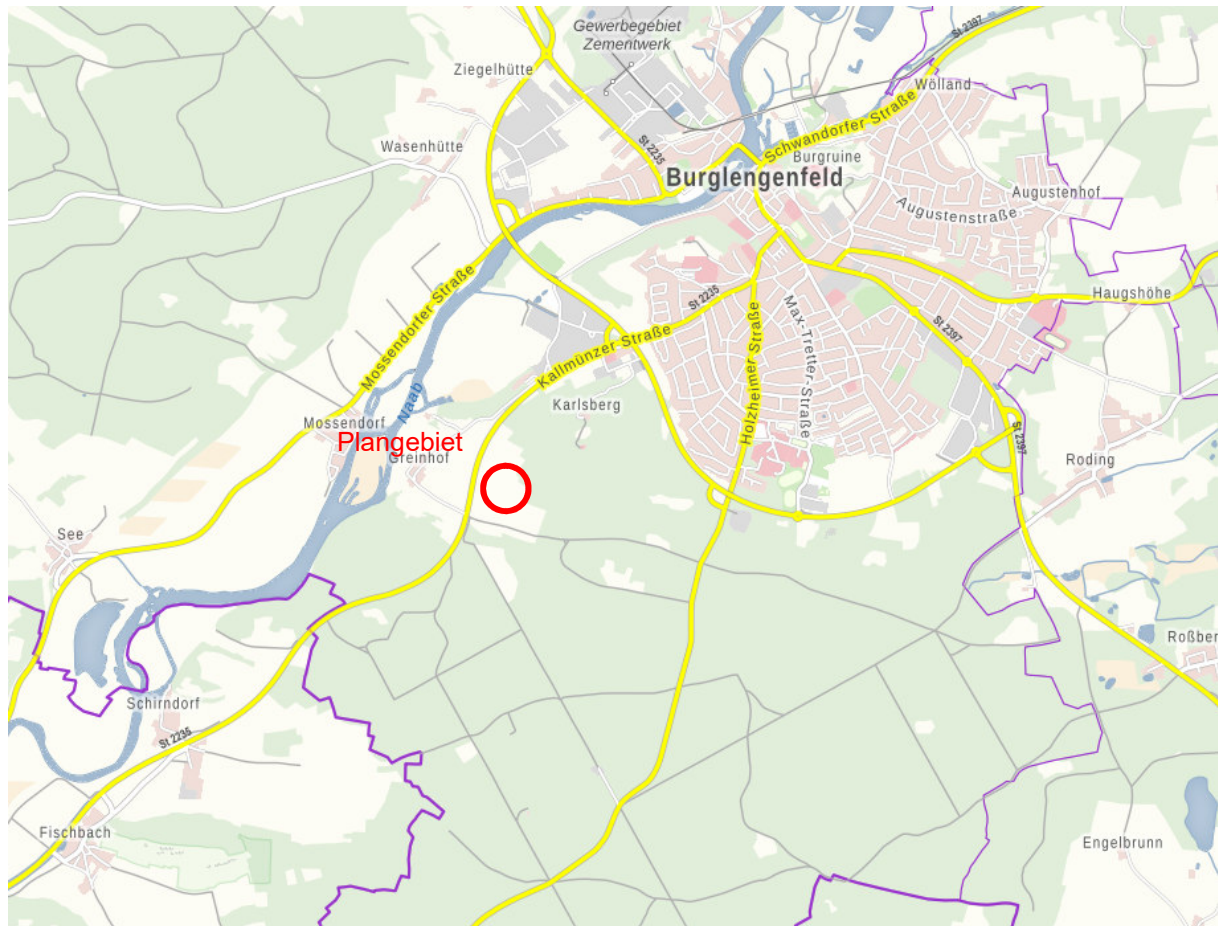 Gewerbegebiet
Zementwerk
St 2397
Ziegelhütte
Wölland
6
Schwandorfer Straße
St 2235
Wasenhütte
Burgruine
Burglengenfeld
Augustenhof
Augustenstraße
Haugshöhe
Mossendorfer Straße
St 2235
Max-Tretter-Straße
St 2397
Kallmünzer Straße
Holzheimer Straße
Naab
Karlsberg
Mossendorf
Plangebiet
Greinhof
St 2397
Roding
See
Roßber
Schirndorf
St 2235
Fischbach
Engelbrunn